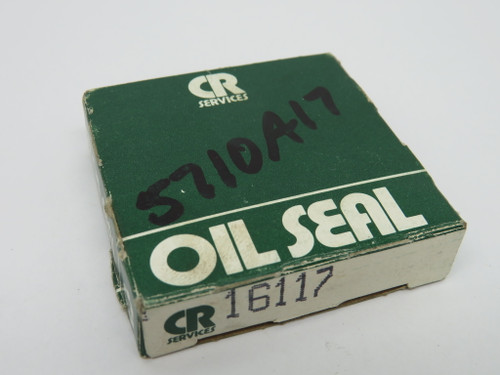 CR
SERVICES
5710A17
OIL SEAL
CR
SERVICES
16117